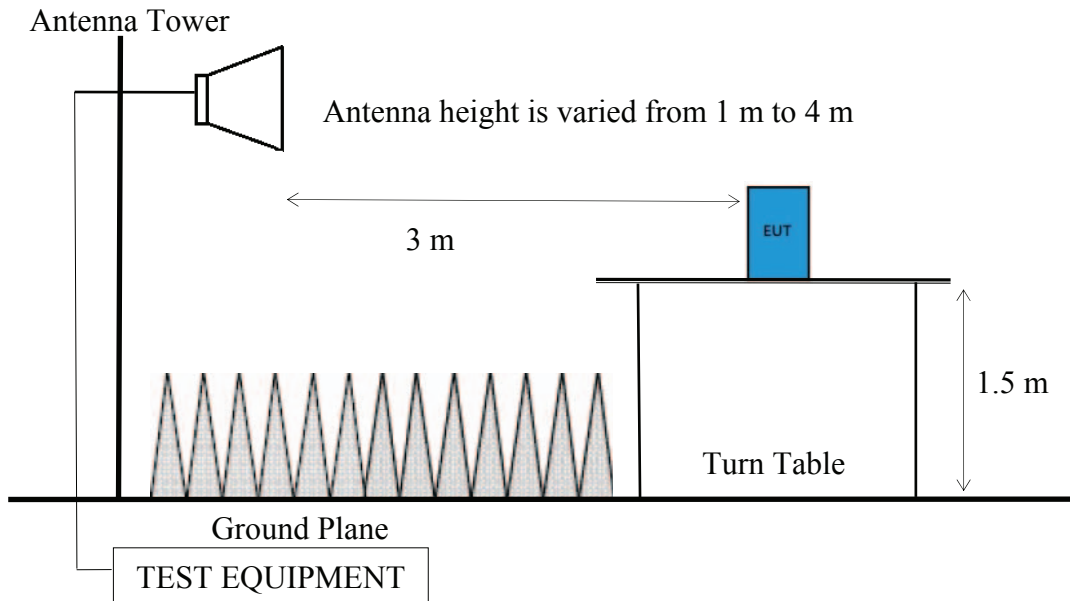 Antenna Tower
Antenna height is varied from 1 m to 4 m
EUT
3 m
1.5 m
Turn Table
Ground Plane
TEST EQUIPMENT